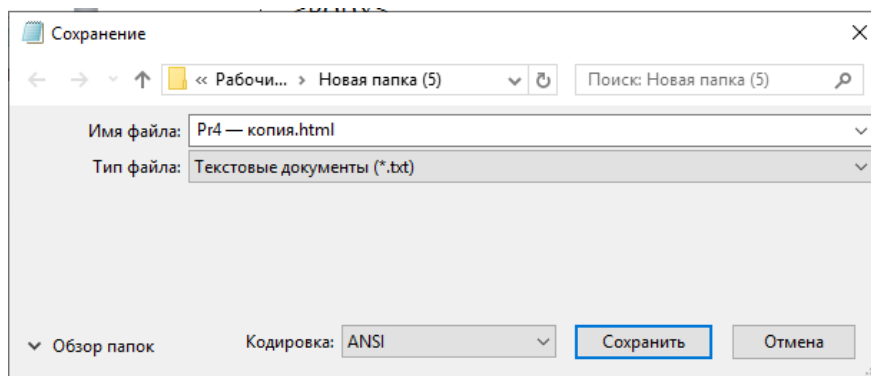 Сохранение
« Рабочи... › Новая папка (5)
Поиск: Новая папка (5)
Имя файла: Pr4 — копия.html
Тип файла: Текстовые документы (*.txt)
Обзор папок
Кодировка: ANSI
Сохранить
Отмена